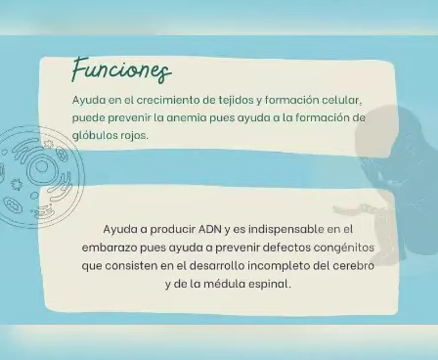 Funciones
Ayuda en el crecimiento de tejidos y formación celular,
puede prevenir la anemia pues ayuda a la formación de
glóbulos rojos.
Ayuda a producir ADN y es indispensable en el
embarazo pues ayuda a prevenir defectos congénitos
que consisten en el desarrollo incompleto del cerebro
y de la médula espinal.